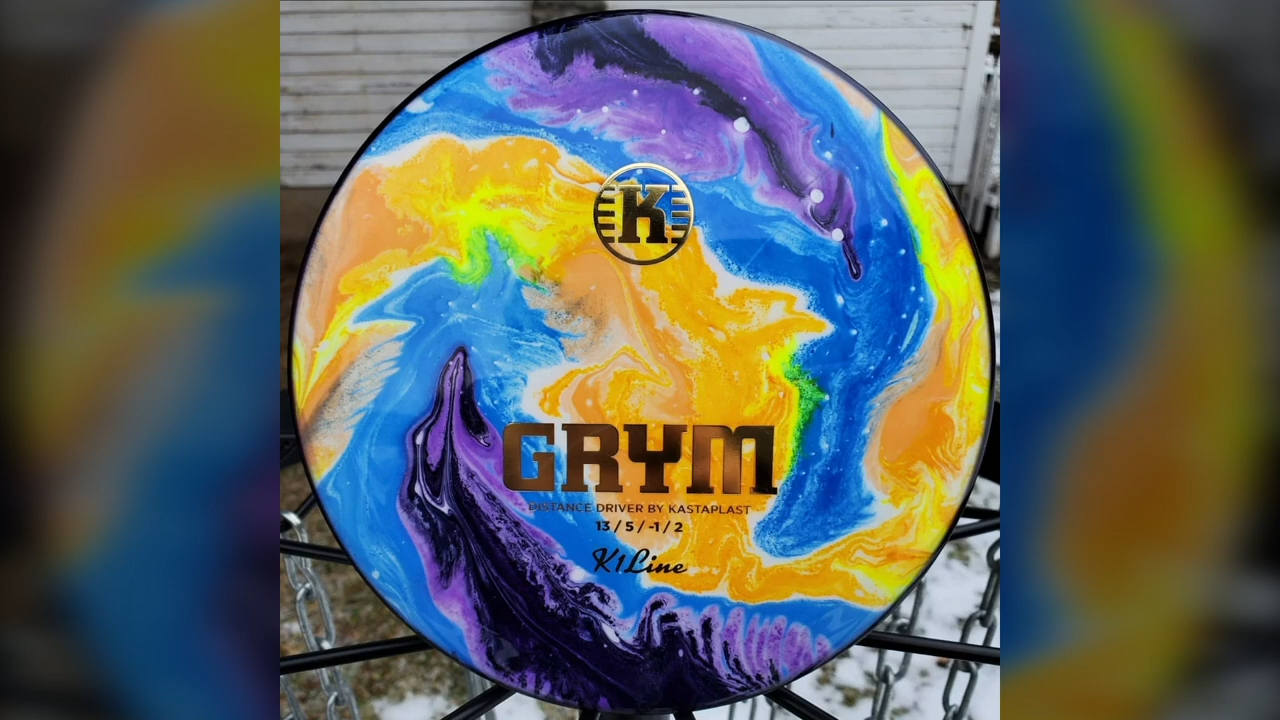 K
GRYM
DISTANCE DRIVER BY KASTAPLAST
13 / 5 / -1 / 2
K1Line